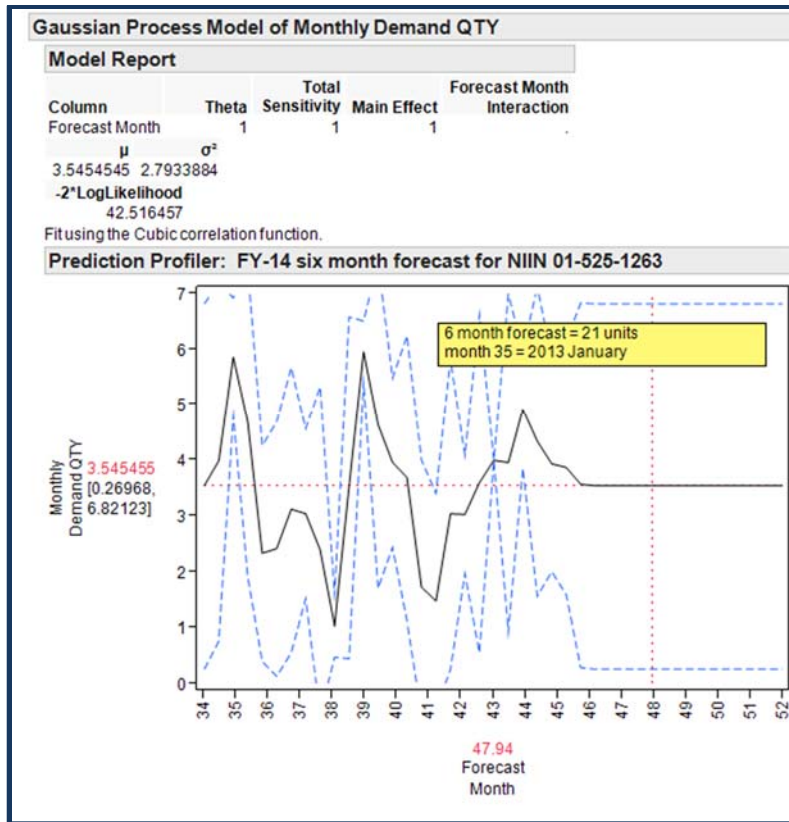 Gaussian Process Model of Monthly Demand QTY
Model Report
Total Forecast Month
Column Theta Sensitivity Main Effect Interaction
Forecast Month 1 1 1 .
µ σ²
3.5454545 2.7933884
-2*LogLikelihood
42.516457
Fit using the Cubic correlation function.
Prediction Profiler: FY-14 six month forecast for NIIN 01-525-1263
6 month forecast = 21 units
month 35 = 2013 January
Monthly
Demand QTY
3.545455
[0.26968,
6.82123]
7
6
5
4
3
2
1
0
34 35 36 37 38 39 40 41 42 43 44 45 46 47 48 49 50 51 52
47.94
Forecast
Month